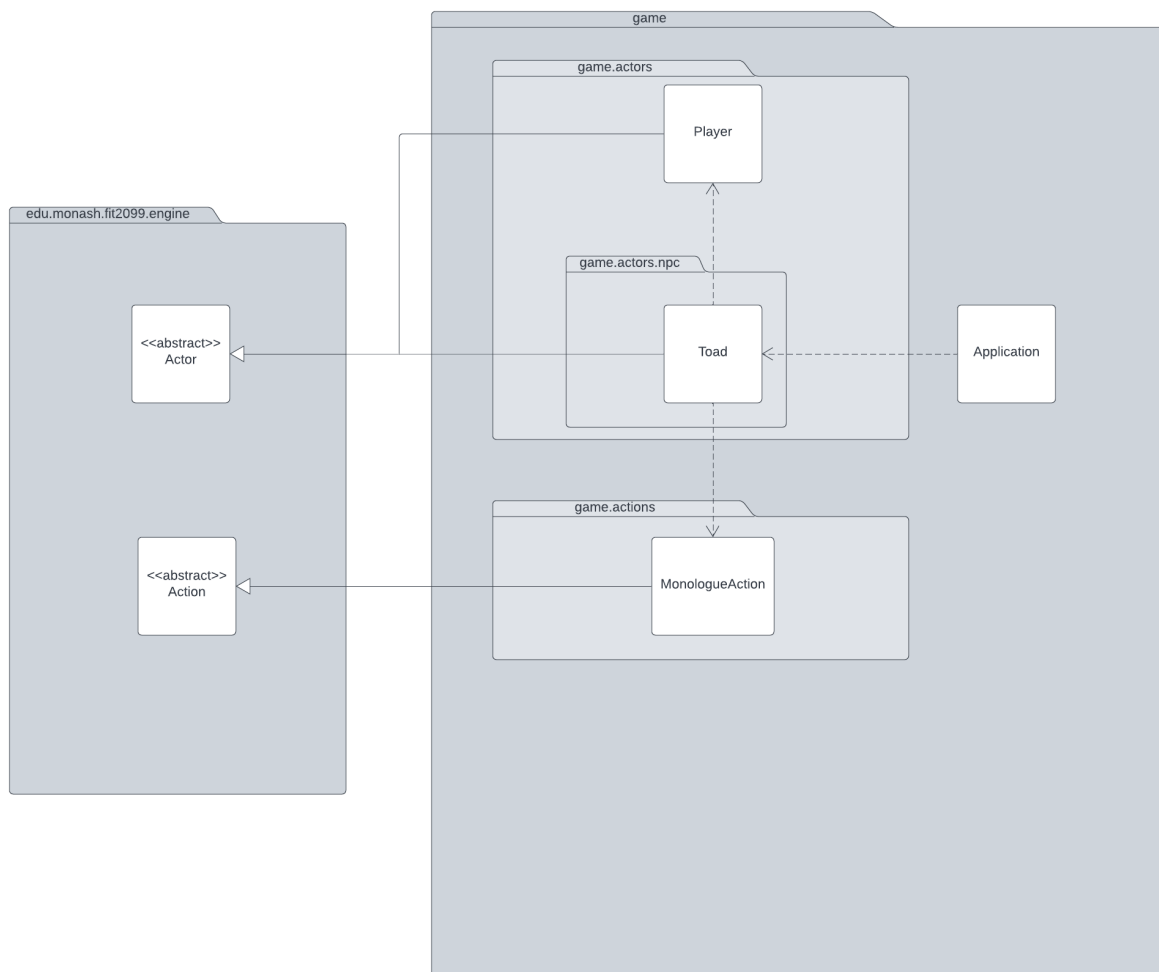 game
game.actors
Player
edu.monash.fit2099.engine
game.actors.npc
<<abstract>>
Actor
Toad
Application
game.actions
<<abstract>>
Action
MonologueAction